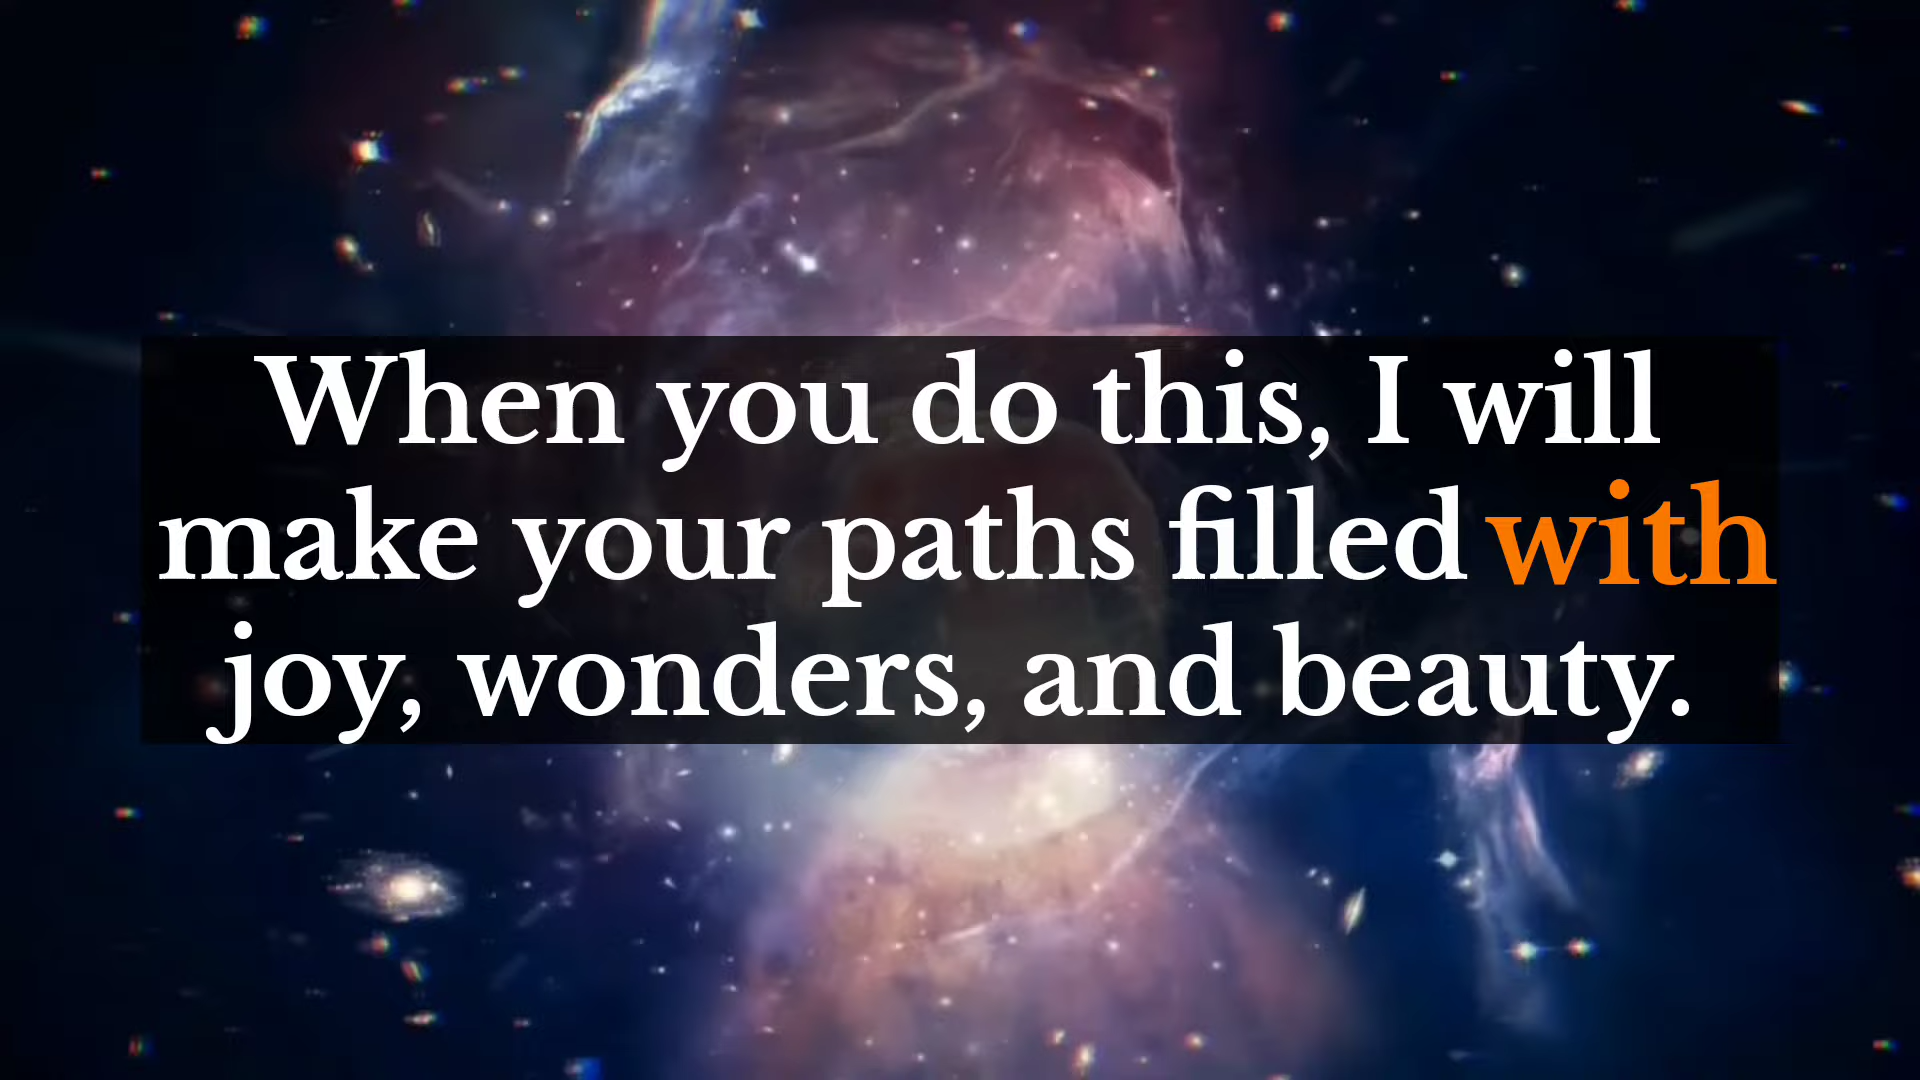 When you do this, I will
make your paths filled with
joy, wonders, and beauty.